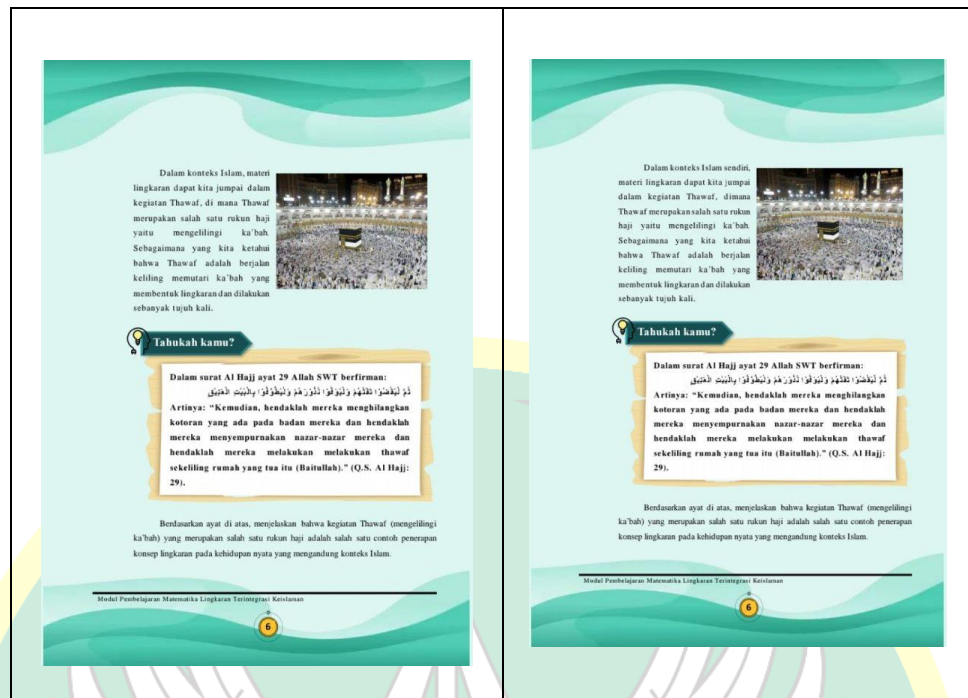 Dalam konteks Islam, materi
lingkaran dapat kita jumpai dalam
kegiatan Thawaf, di mana Thawaf
merupakan salah satu rukun haji
yaitu mengelilingi ka'bah.
Sebagaimana yang kita ketahui
bahwa Thawaf adalah berjalan
keliling memutari ka'bah yang
membentuk lingkaran dan dilakukan
sebanyak tujuh kali.
Tahukah kamu?
Dalam surat Al Hajj ayat 29 Allah SWT berfirman:
ثُمَّ لْيَقْضُوْا تَفَثَهُمْ وَلْيُوْفُوْا نُذُوْرَهُمْ وَلْيَطَّوَّفُوْا بِالْبَيْتِ الْعَتِيْقِ
Artinya: “Kemudian, hendaklah mereka menghilangkan
kotoran yang ada pada badan mereka dan hendaklah
mereka menyempurnakan nazar-nazar mereka dan
hendaklah mereka melakukan melakukan thawaf
sekeliling rumah yang tua itu (Baitullah).” (Q.S. Al Hajj:
29).
Berdasarkan ayat di atas, menjelaskan bahwa kegiatan Thawaf (mengelilingi
ka'bah) yang merupakan salah satu rukun haji adalah salah satu contoh penerapan
konsep lingkaran pada kehidupan nyata yang mengandung konteks Islam.
Modul Pembelajaran Matematika Lingkaran Terintegrasi Keislaman
6
Dalam konteks Islam sendiri,
materi lingkaran dapat kita jumpai
dalam kegiatan Thawaf, dimana
Thawaf merupakan salah satu rukun
haji yaitu mengelilingi ka'bah.
Sebagaimana yang kita ketahui
bahwa Thawaf adalah berjalan
keliling memutari ka'bah yang
membentuk lingkaran dan dilakukan
sebanyak tujuh kali.
Tahukah kamu?
Dalam surat Al Hajj ayat 29 Allah SWT berfirman:
ثُمَّ لْيَقْضُوْا تَفَثَهُمْ وَلْيُوْفُوْا نُذُوْرَهُمْ وَلْيَطَّوَّفُوْا بِالْبَيْتِ الْعَتِيْقِ
Artinya: “Kemudian, hendaklah mereka menghilangkan
kotoran yang ada pada badan mereka dan hendaklah
mereka menyempurnakan nazar-nazar mereka dan
hendaklah mereka melakukan melakukan thawaf
sekeliling rumah yang tua itu (Baitullah).” (Q.S. Al Hajj:
29).
Berdasarkan ayat di atas, menjelaskan bahwa kegiatan Thawaf (mengelilingi
ka'bah) yang merupakan salah satu rukun haji adalah salah satu contoh penerapan
konsep lingkaran pada kehidupan nyata yang mengandung konteks Islam.
Modul Pembelajaran Matematika Lingkaran Terintegrasi Keislaman
6